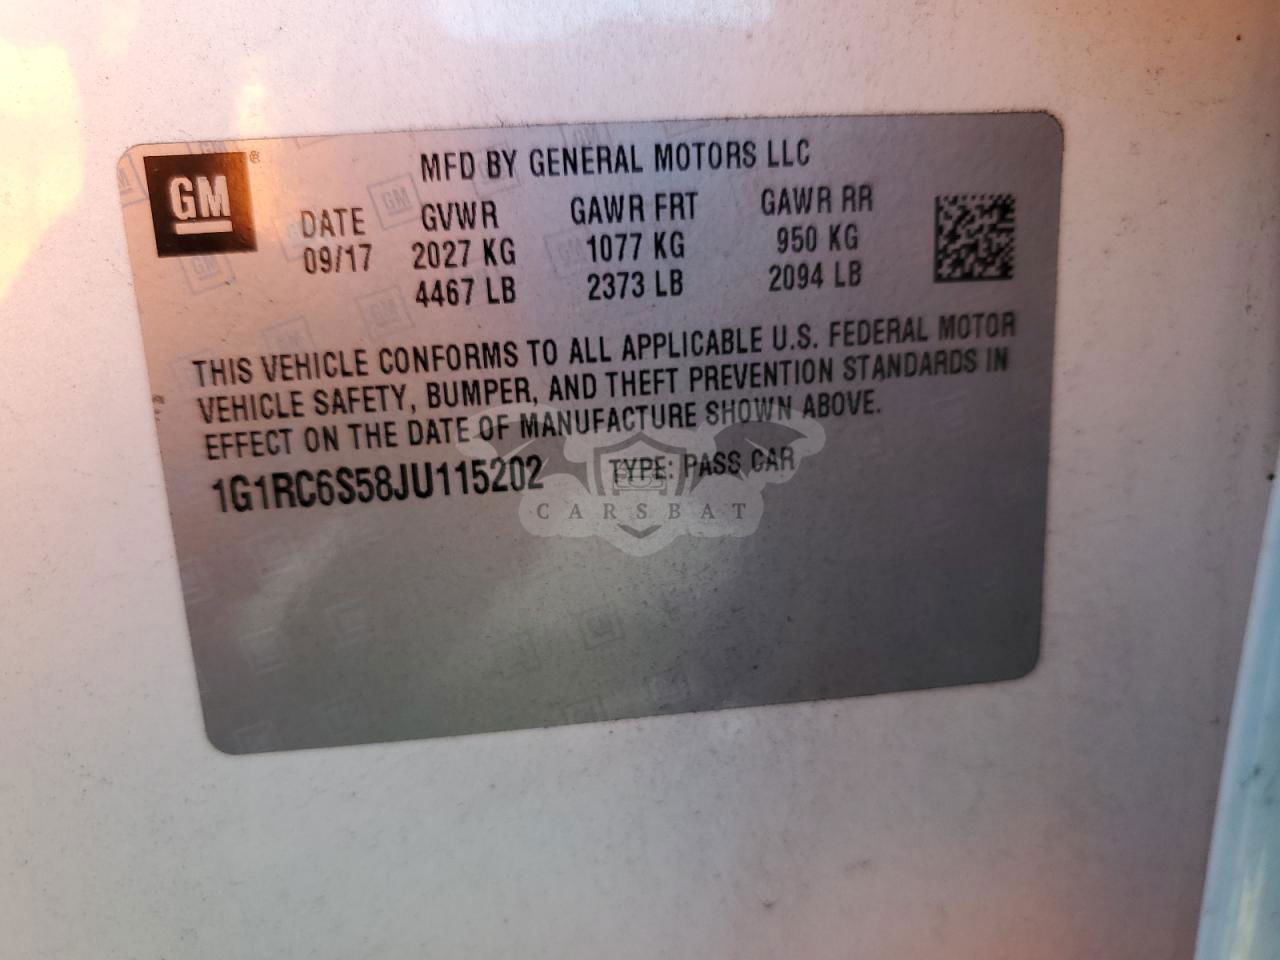 GM ®
MFD BY GENERAL MOTORS LLC
DATE GVWR GAWR FRT GAWR RR
09/17 2027 KG 1077 KG 950 KG
4467 LB 2373 LB 2094 LB
THIS VEHICLE CONFORMS TO ALL APPLICABLE U.S. FEDERAL MOTOR
VEHICLE SAFETY, BUMPER, AND THEFT PREVENTION STANDARDS IN
EFFECT ON THE DATE OF MANUFACTURE SHOWN ABOVE.
1G1RC6S58JU115202 TYPE: PASS CAR
CARSBAT